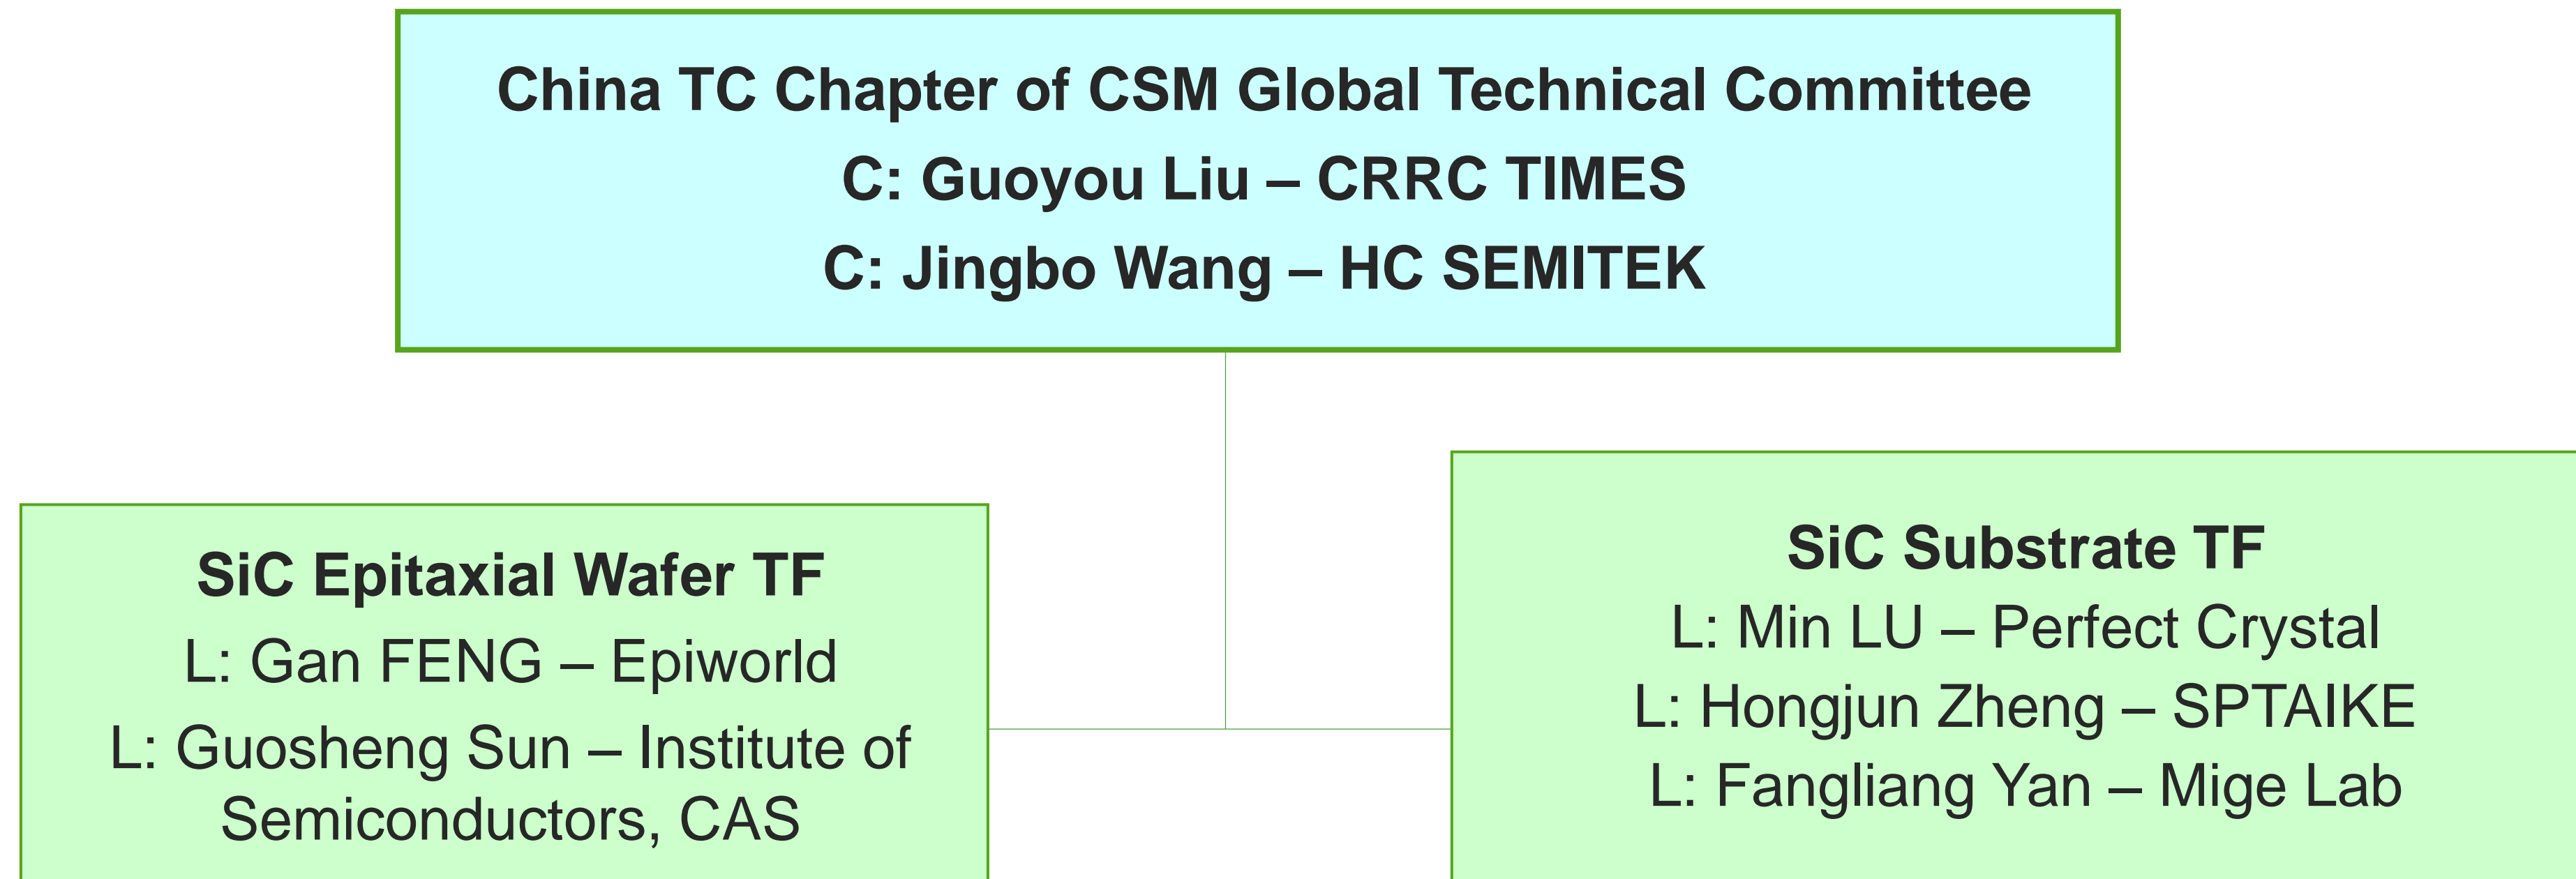 China TC Chapter of CSM Global Technical Committee
C: Guoyou Liu – CRRC TIMES
C: Jingbo Wang – HC SEMITEK
SiC Epitaxial Wafer TF
L: Gan FENG – Epiworld
L: Guosheng Sun – Institute of
Semiconductors, CAS
SiC Substrate TF
L: Min LU – Perfect Crystal
L: Hongjun Zheng – SPTAIKE
L: Fangliang Yan – Mige Lab